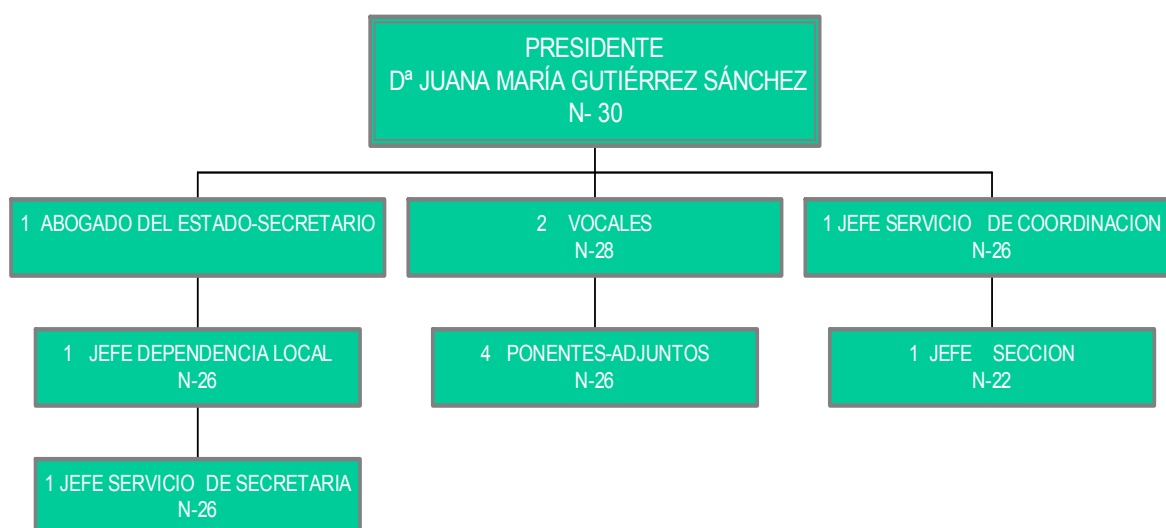 PRESIDENTE
Dª JUANA MARÍA GUTIÉRREZ SÁNCHEZ
N- 30
1 ABOGADO DEL ESTADO-SECRETARIO
2 VOCALES
N-28
1 JEFE SERVICIO DE COORDINACION
N-26
1 JEFE DEPENDENCIA LOCAL
N-26
4 PONENTES-ADJUNTOS
N-26
1 JEFE SECCION
N-22
1 JEFE SERVICIO DE SECRETARIA
N-26